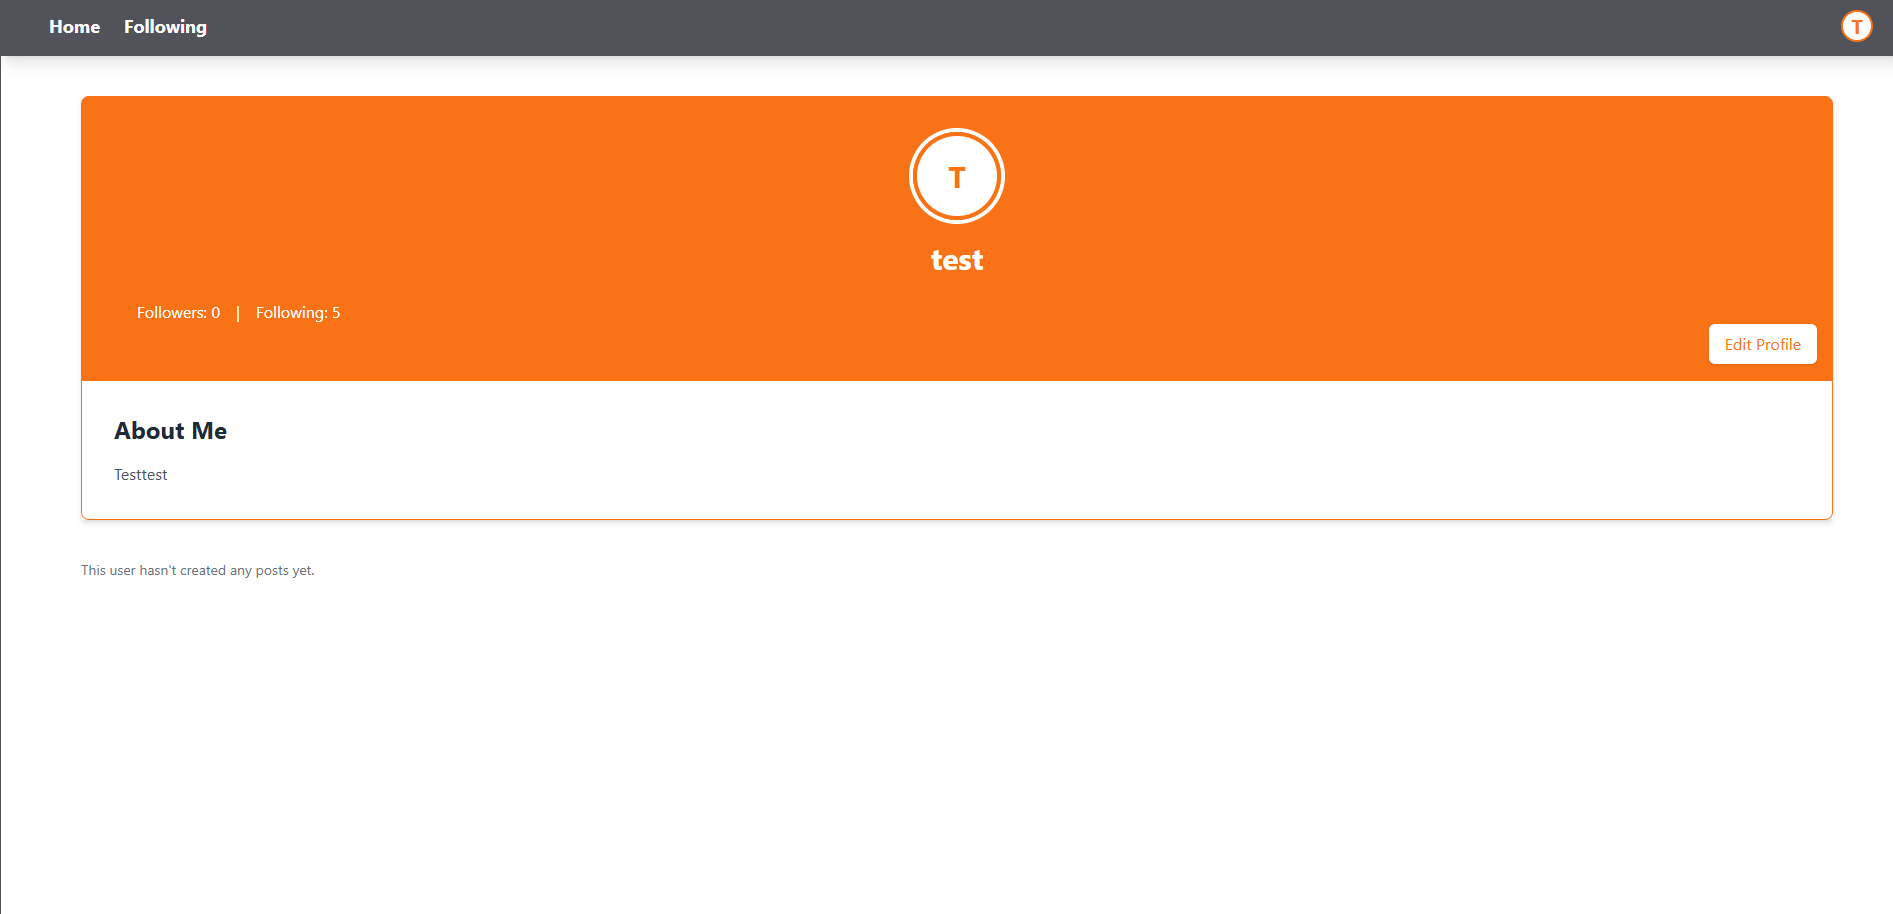 Home Following T
T
test
Followers: 0 | Following: 5
Edit Profile
About Me
Testtest
This user hasn't created any posts yet.